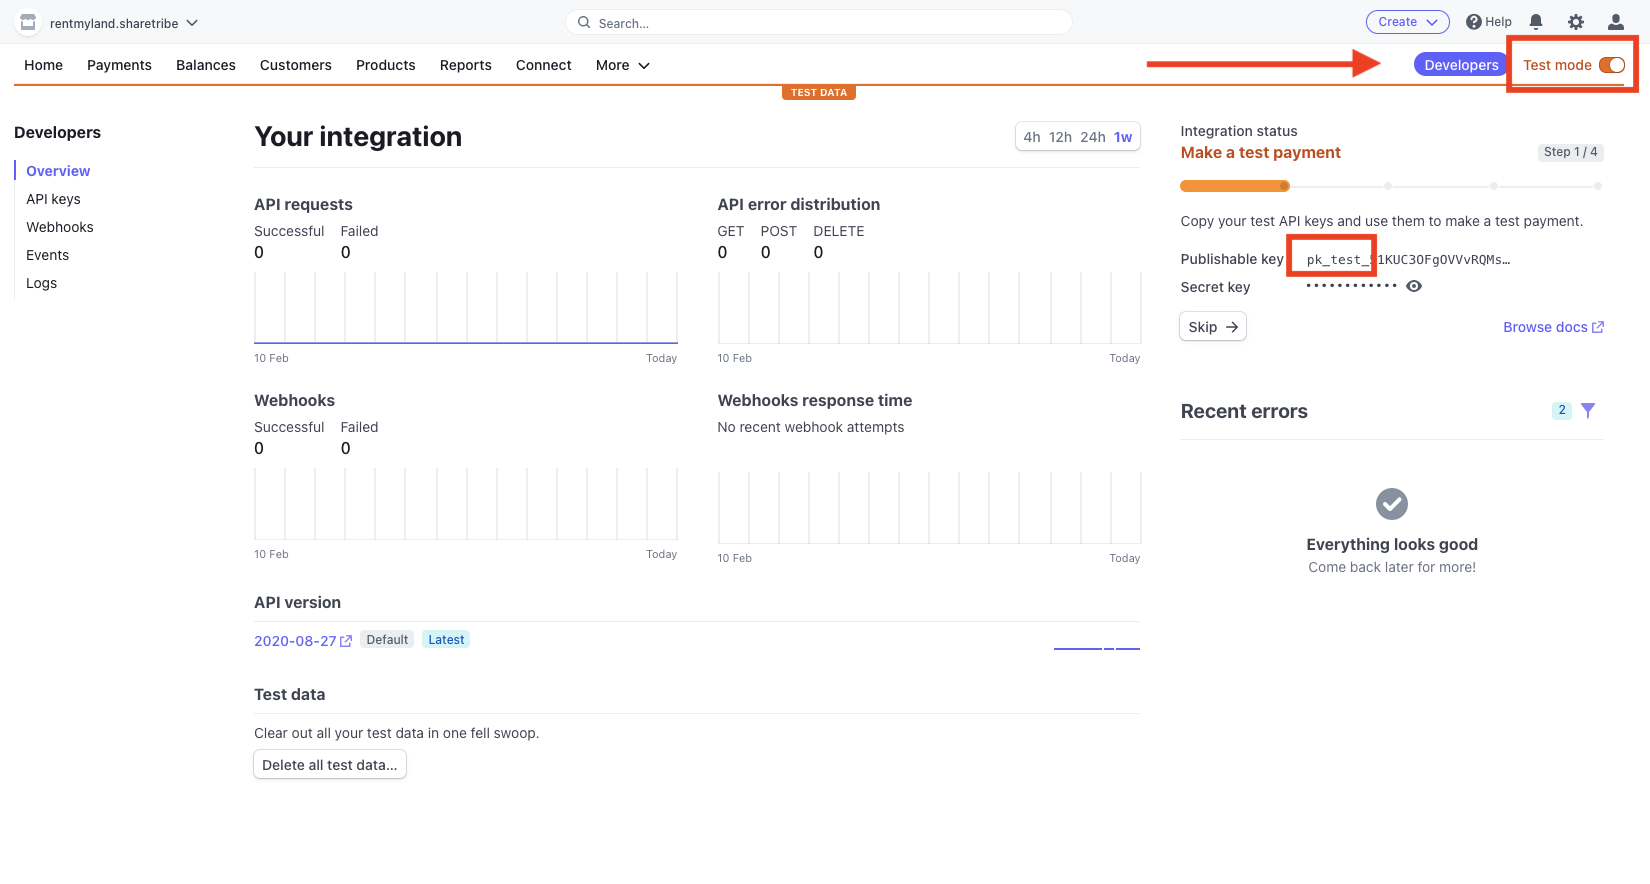 rentmyland.sharetribe
Search...
Create
Help
Home Payments Balances Customers Products Reports Connect More
Developers
Test mode
TEST DATA
Developers
Overview
API keys
Webhooks
Events
Logs
Your integration
4h 12h 24h 1w
API requests
Successful Failed
0 0
10 Feb Today
API error distribution
GET POST DELETE
0 0 0
10 Feb Today
Webhooks
Successful Failed
0 0
10 Feb Today
Webhooks response time
No recent webhook attempts
10 Feb Today
API version
2020-08-27 Default Latest
Test data
Clear out all your test data in one fell swoop.
Delete all test data...
Integration status
Make a test payment
Step 1 / 4
Copy your test API keys and use them to make a test payment.
Publishable key pk_test_51KUC3OFgOVVvRQMs…
Secret key ••••••••••••
Skip →
Browse docs
Recent errors
2
Everything looks good
Come back later for more!